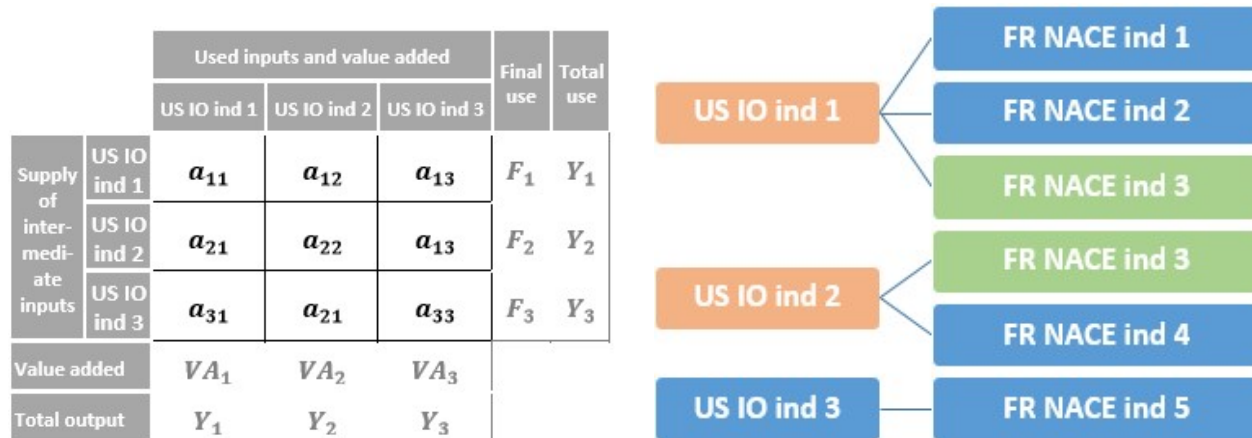 Used inputs and value added
Final
use
Total
use
US IO ind 1 US IO ind 2 US IO ind 3
Supply
of
inter-
medi-
ate
inputs
US IO
ind 1
a11 a12 a13 F1 Y1
US IO
ind 2
a21 a22 a13 F2 Y2
US IO
ind 3
a31 a21 a33 F3 Y3
Value added VA1 VA2 VA3
Total output Y1 Y2 Y3
US IO ind 1
FR NACE ind 1
FR NACE ind 2
FR NACE ind 3
US IO ind 2
FR NACE ind 3
FR NACE ind 4
US IO ind 3
FR NACE ind 5